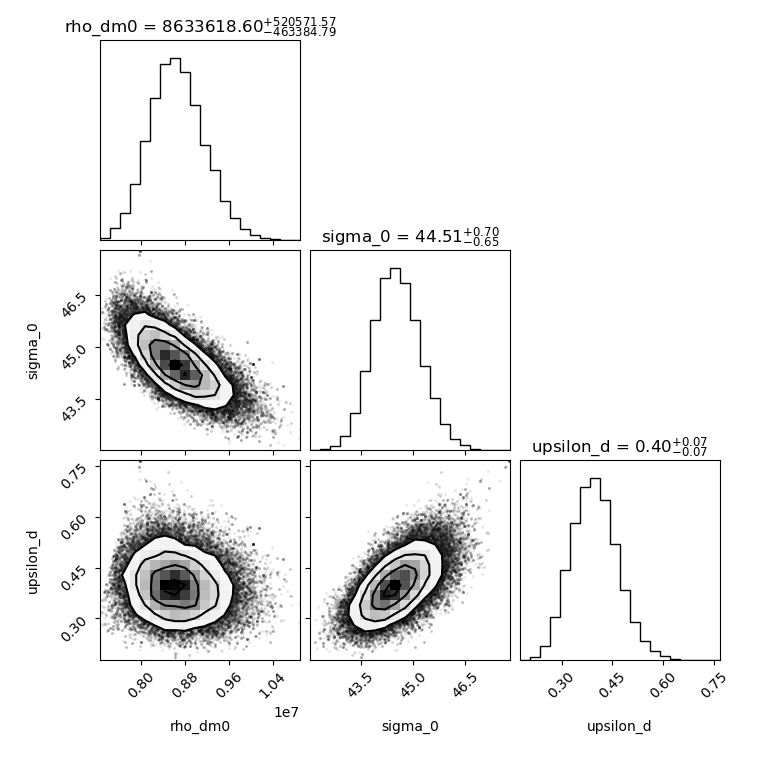 rho_dm0 = 8633618.60+520571.57
−463384.79
sigma_0 = 44.51+0.70
−0.65
46.5
45.0
43.5
sigma_0
upsilon_d = 0.40+0.07
−0.07
0.75
0.60
0.45
0.30
upsilon_d
0.80 0.88 0.96 1.04
1e7
rho_dm0
43.5 45.0 46.5
sigma_0
0.30 0.45 0.60 0.75
upsilon_d